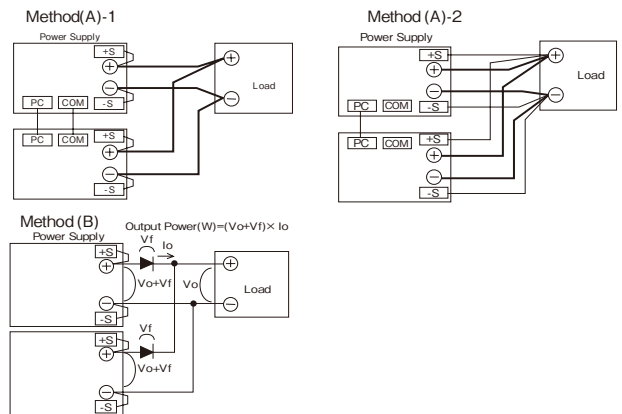 Method(A)-1
Power Supply
+S
+
−
-S
PC COM
PC COM
+S
+
−
-S
+
−
Load
Method (A)-2
Power Supply
+S
+
−
-S
PC COM
PC COM
+S
+
−
-S
+
−
Load
Method (B)
Power Supply
Output Power(W)=(Vo+Vf)× Io
Vf
Io
+S
+
Vo+Vf
−
-S
Vo
+
−
Load
Vf
+S
+
Vo+Vf
−
-S